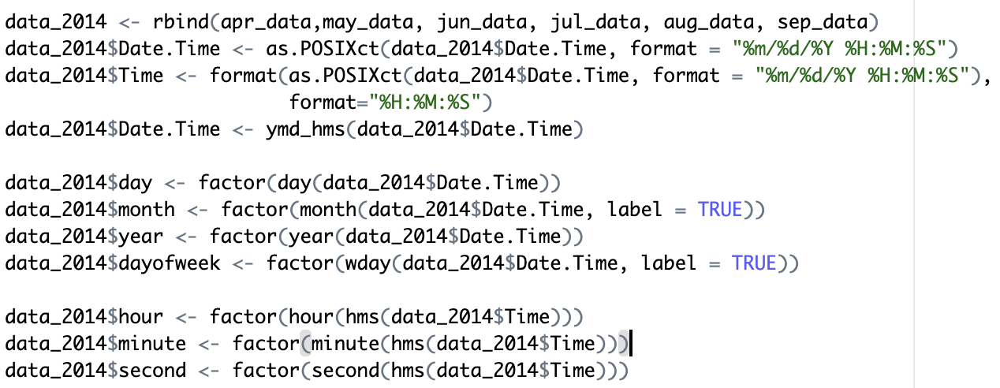 data_2014 <- rbind(apr_data,may_data, jun_data, jul_data, aug_data, sep_data)
data_2014$Date.Time <- as.POSIXct(data_2014$Date.Time, format = "%m/%d/%Y %H:%M:%S")
data_2014$Time <- format(as.POSIXct(data_2014$Date.Time, format = "%m/%d/%Y %H:%M:%S"),
format="%H:%M:%S")
data_2014$Date.Time <- ymd_hms(data_2014$Date.Time)
data_2014$day <- factor(day(data_2014$Date.Time))
data_2014$month <- factor(month(data_2014$Date.Time, label = TRUE))
data_2014$year <- factor(year(data_2014$Date.Time))
data_2014$dayofweek <- factor(wday(data_2014$Date.Time, label = TRUE))
data_2014$hour <- factor(hour(hms(data_2014$Time)))
data_2014$minute <- factor(minute(hms(data_2014$Time)))
data_2014$second <- factor(second(hms(data_2014$Time)))